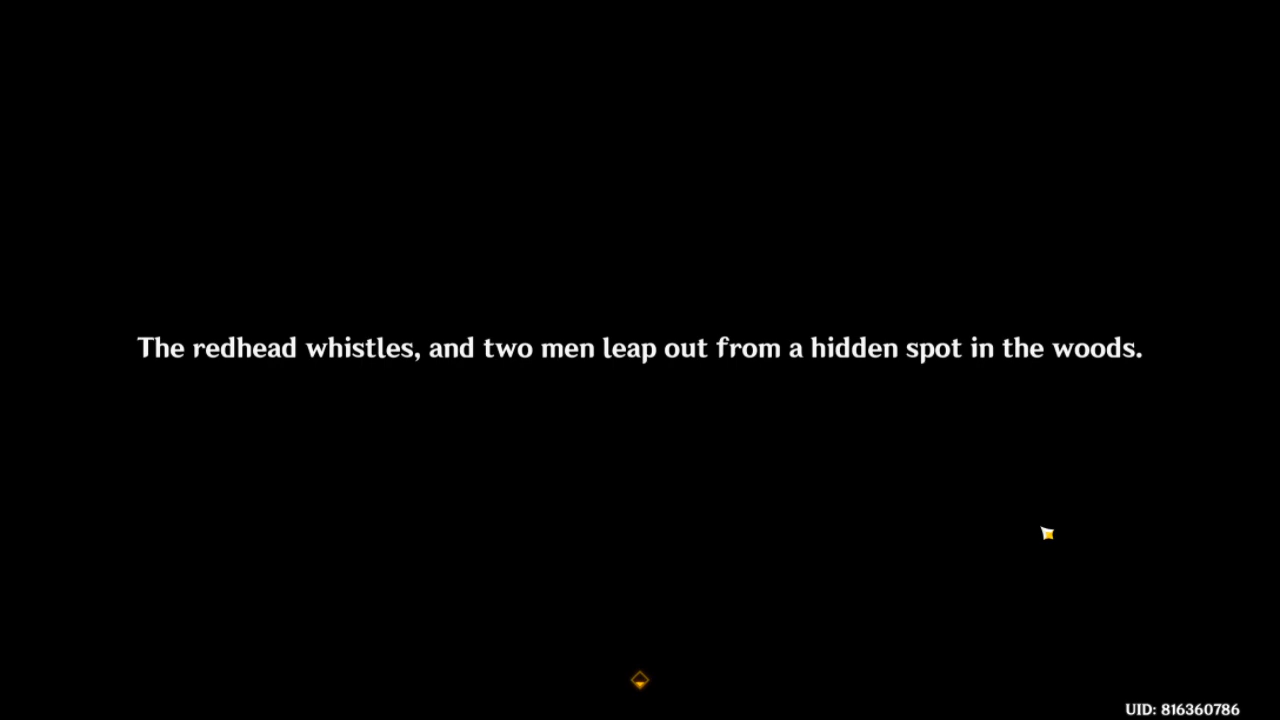 The redhead whistles, and two men leap out from a hidden spot in the woods.
UID: 816360786